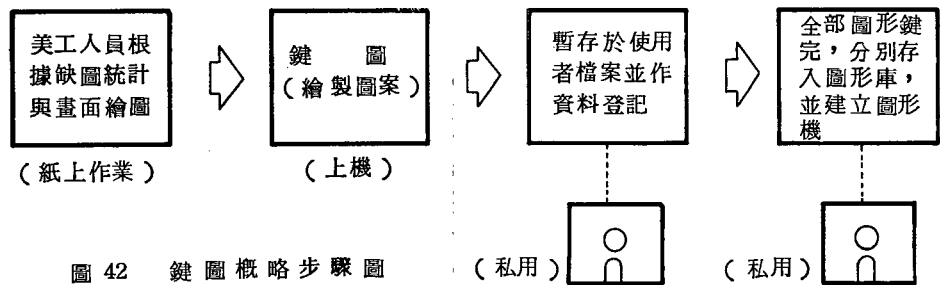 美工人員根
據缺圖統計
與畫面繪圖
（紙上作業）
鍵圖
（繪製圖案）
（上機）
暫存於使用
者檔案並作
資料登記
（私用）
全部圖形鍵
完，分別存
入圖形庫，
並建立圖形
機
（私用）
圖 42 鍵圖概略步驟圖